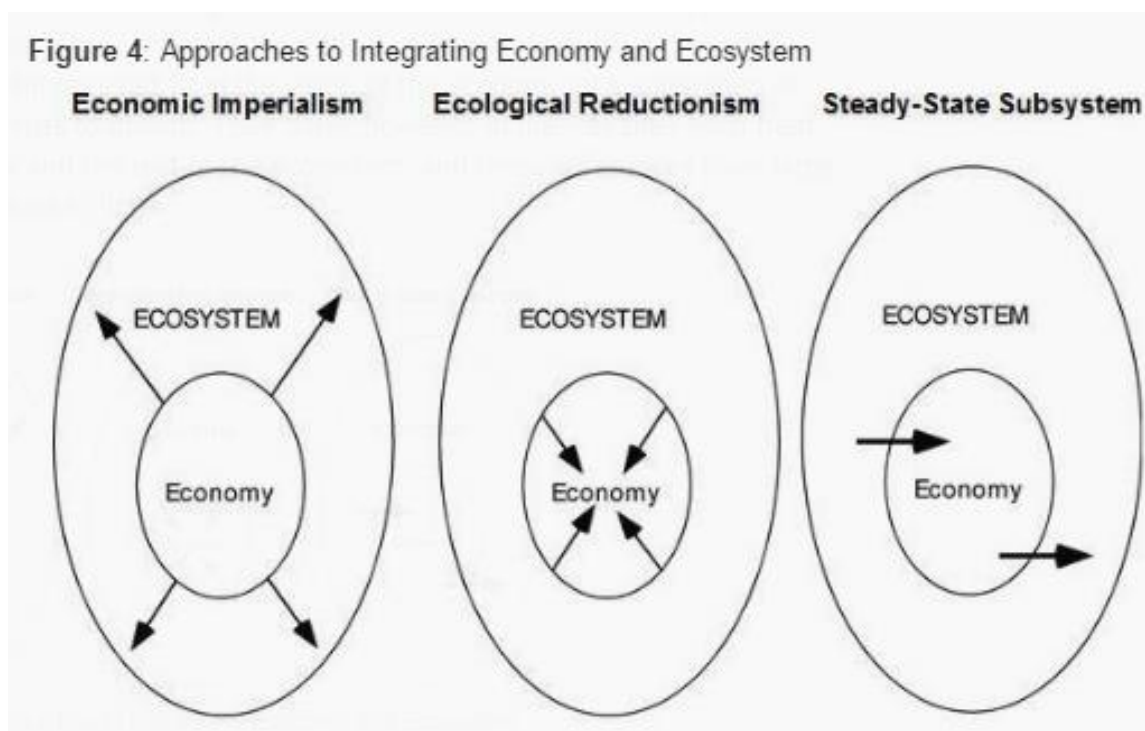 Figure 4: Approaches to Integrating Economy and Ecosystem
Economic Imperialism Ecological Reductionism Steady-State Subsystem
ECOSYSTEM ECOSYSTEM ECOSYSTEM
Economy Economy Economy